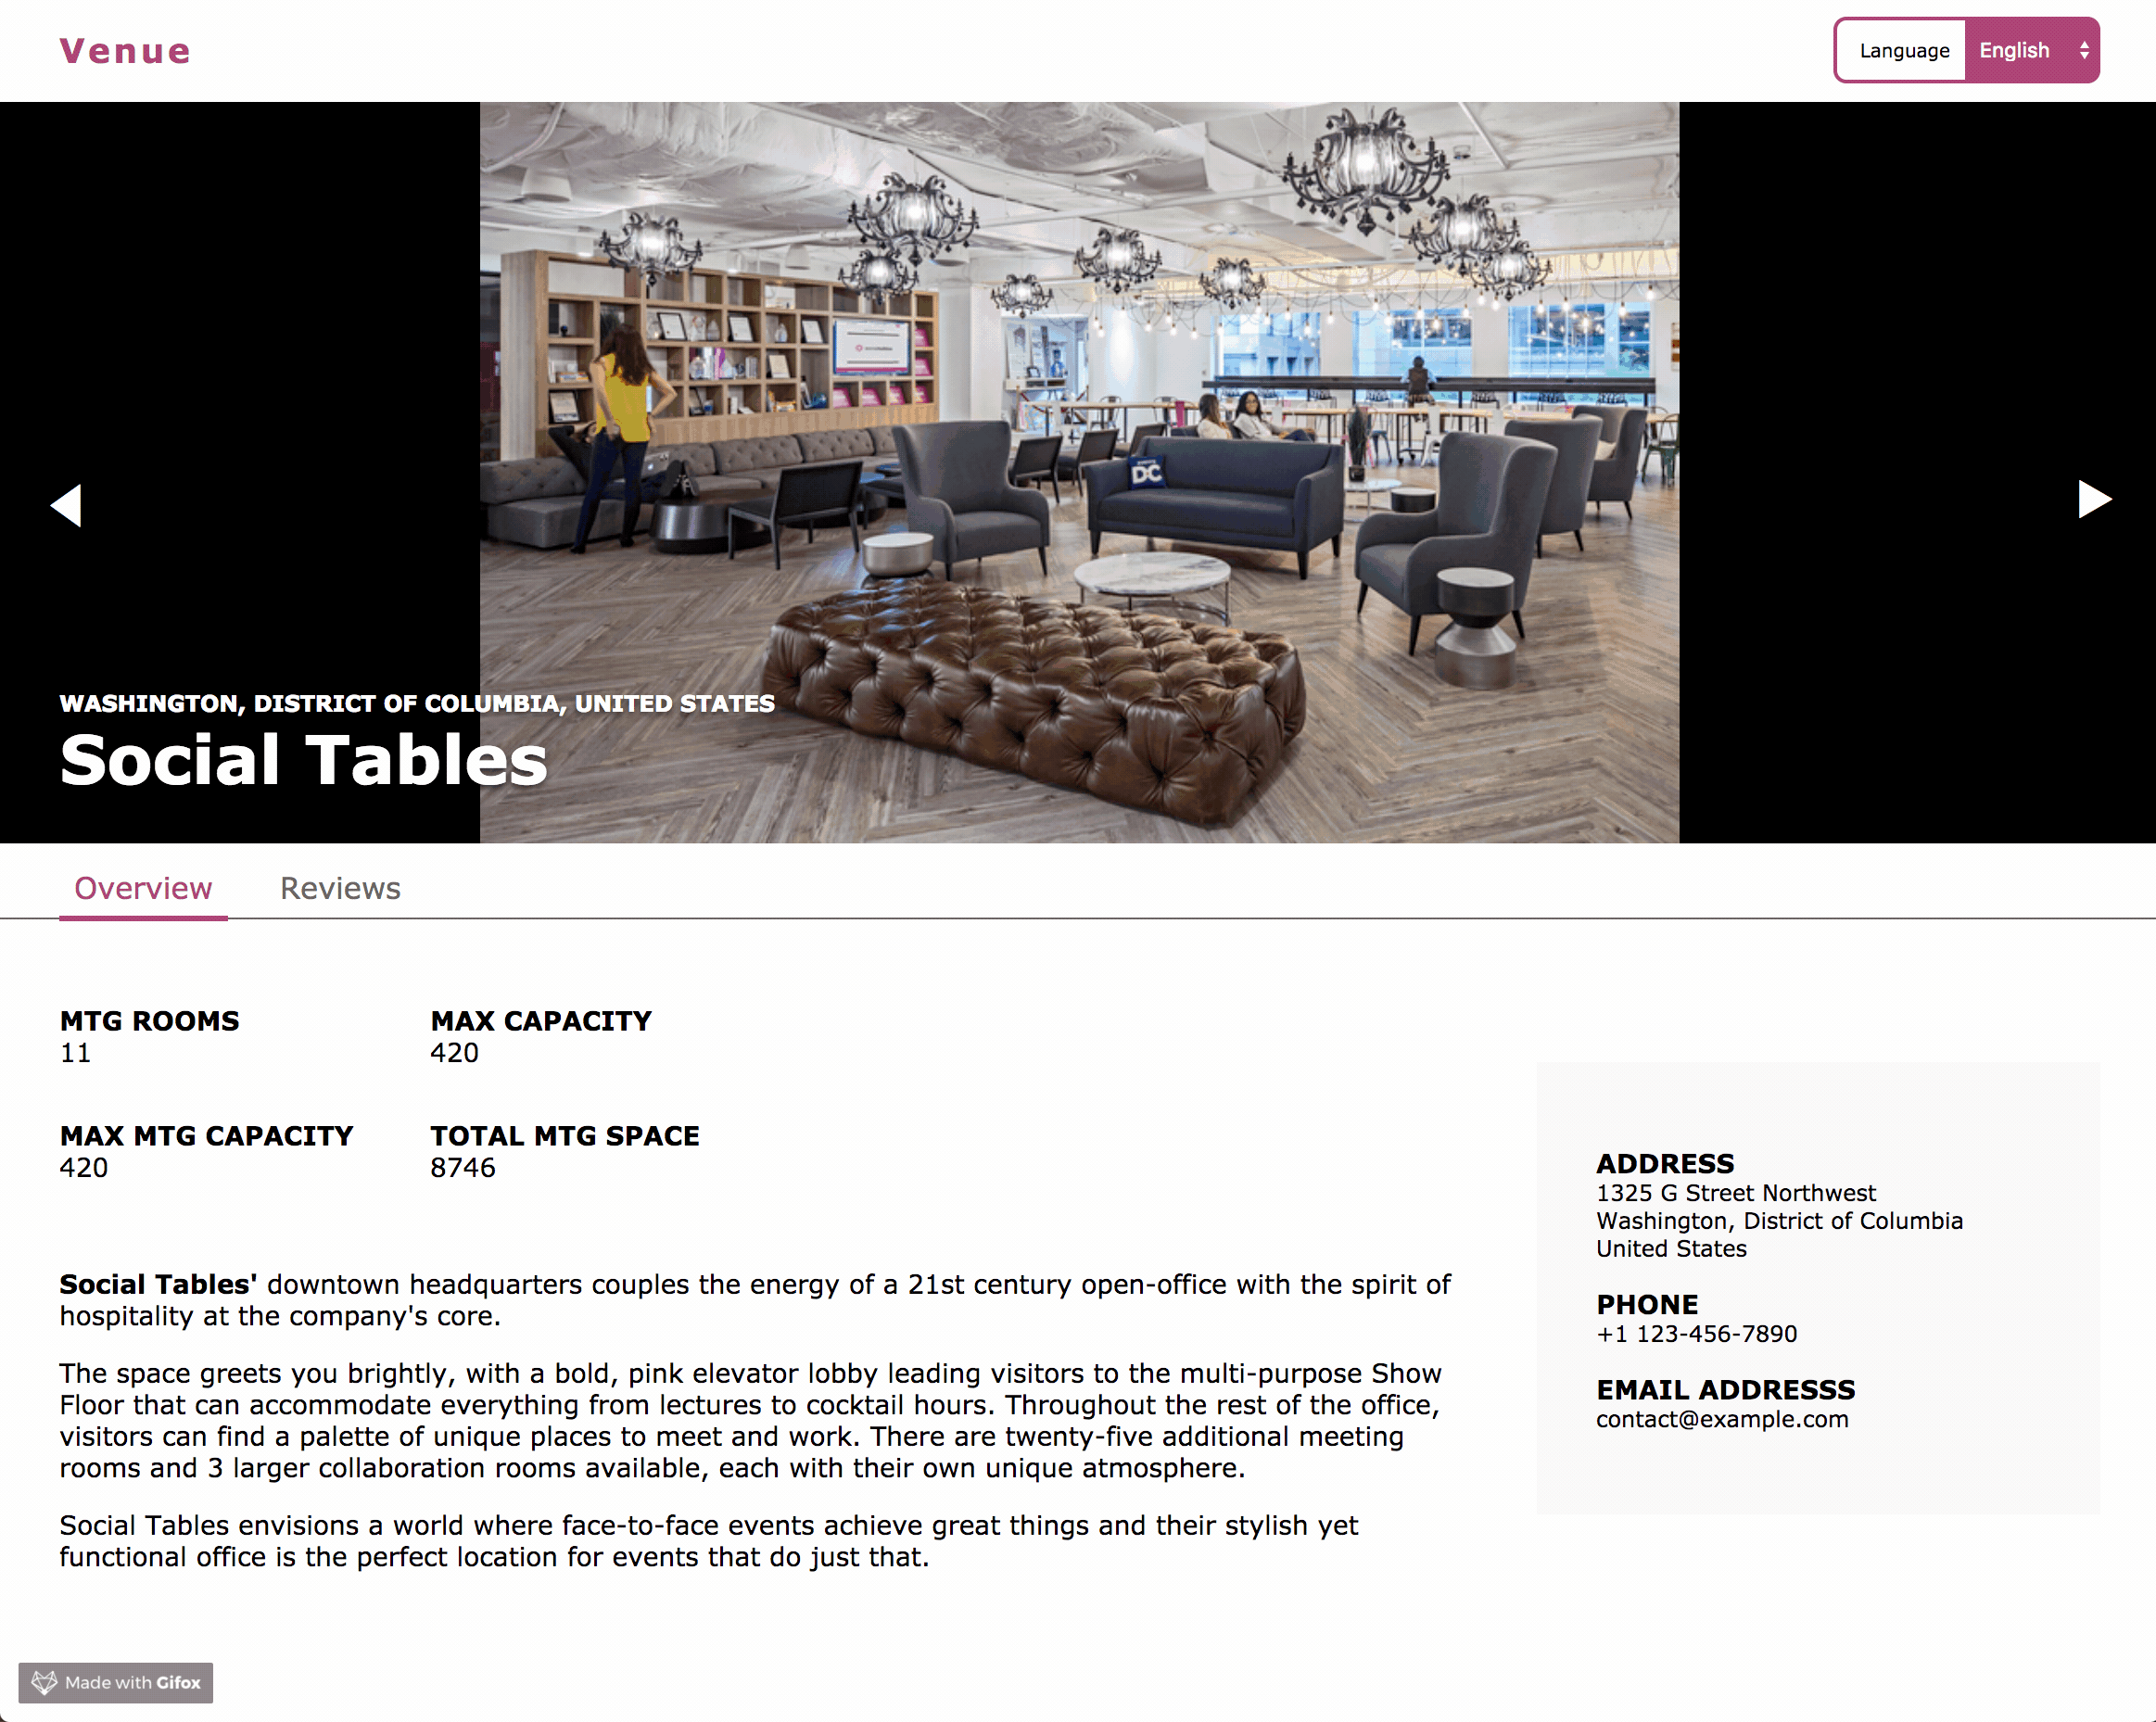 Venue
Language English
DC
WASHINGTON, DISTRICT OF COLUMBIA, UNITED STATES
Social Tables
Overview Reviews
MTG ROOMS
11
MAX CAPACITY
420
MAX MTG CAPACITY
420
TOTAL MTG SPACE
8746
Social Tables' downtown headquarters couples the energy of a 21st century open-office with the spirit of
hospitality at the company's core.
The space greets you brightly, with a bold, pink elevator lobby leading visitors to the multi-purpose Show
Floor that can accommodate everything from lectures to cocktail hours. Throughout the rest of the office,
visitors can find a palette of unique places to meet and work. There are twenty-five additional meeting
rooms and 3 larger collaboration rooms available, each with their own unique atmosphere.
Social Tables envisions a world where face-to-face events achieve great things and their stylish yet
functional office is the perfect location for events that do just that.
ADDRESS
1325 G Street Northwest
Washington, District of Columbia
United States
PHONE
+1 123-456-7890
EMAIL ADDRESSS
contact@example.com
Made with Gifox